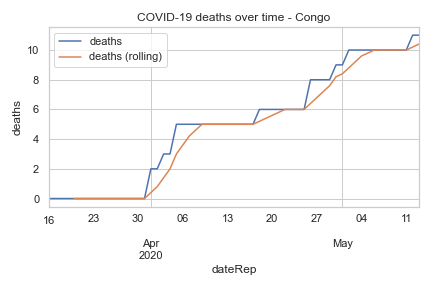 COVID-19 deaths over time - Congo
deaths
deaths (rolling)
deaths
10
8
6
4
2
0
16 23 30 06 13 20 27 04 11
Apr May
2020
dateRep